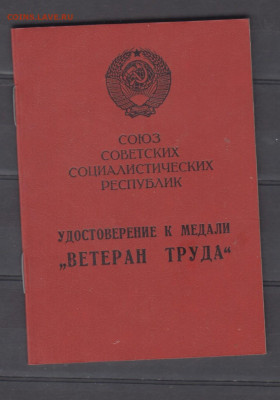 СОЮЗ
СОВЕТСКИХ
СОЦИАЛИСТИЧЕСКИХ
РЕСПУБЛИК
УДОСТОВЕРЕНИЕ К МЕДАЛИ
„ВЕТЕРАН ТРУДА“